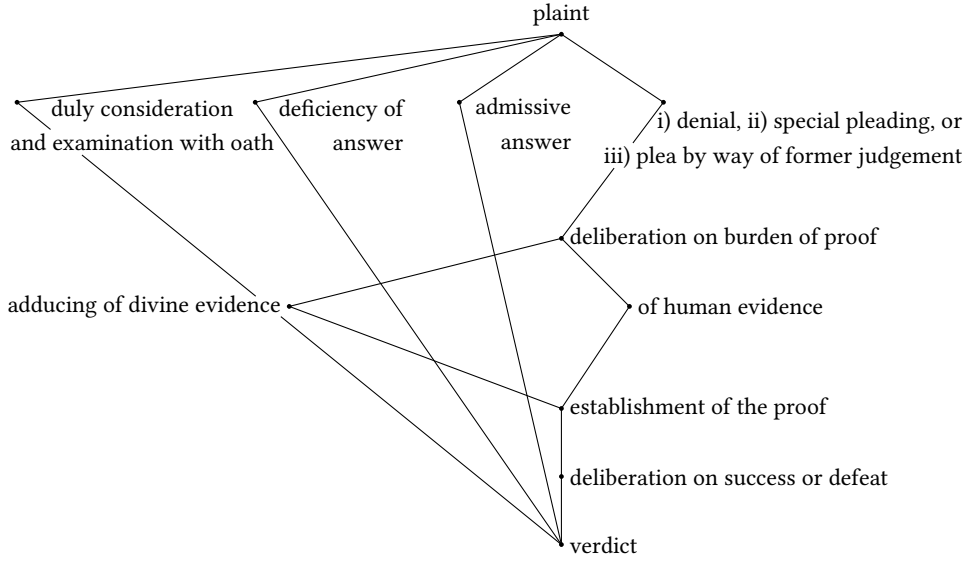 plaint
duly consideration
and examination with oath
deficiency of
answer
admissive
answer
i) denial, ii) special pleading, or
iii) plea by way of former judgement
deliberation on burden of proof
adducing of divine evidence
of human evidence
establishment of the proof
deliberation on success or defeat
verdict